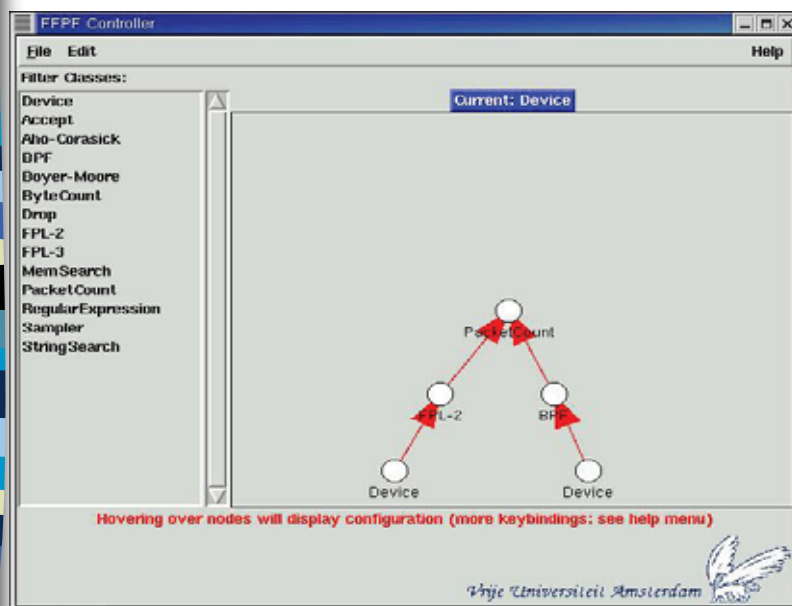 FFPF Controller
File Edit Help
Filter Classes:
Current: Device
Device
Accept
Aho-Corasick
BPF
Boyer-Moore
ByteCount
Drop
FPL-2
FPL-3
MemSearch
PacketCount
RegularExpression
Sampler
StringSearch
PacketCount
FPL-2 BPF
Device Device
Hovering over nodes will display configuration (more keybindings: see help menu)
Vrije Universiteit Amsterdam